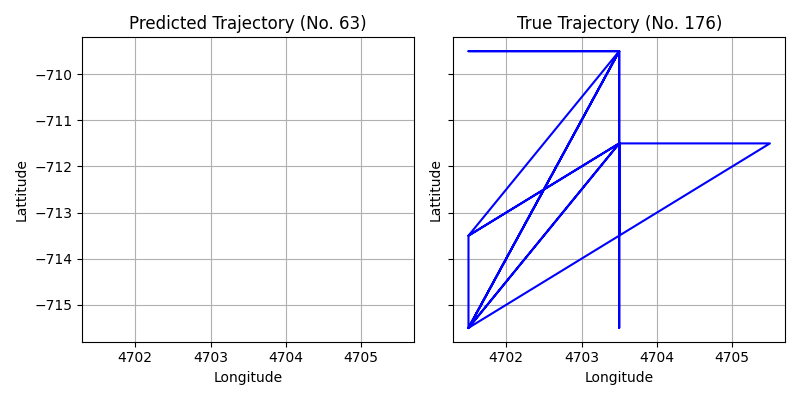 Predicted Trajectory (No. 63)
−710
−711
−712
−713
−714
−715
Lattitude
4702 4703 4704 4705
Longitude
True Trajectory (No. 176)
Lattitude
4702 4703 4704 4705
Longitude